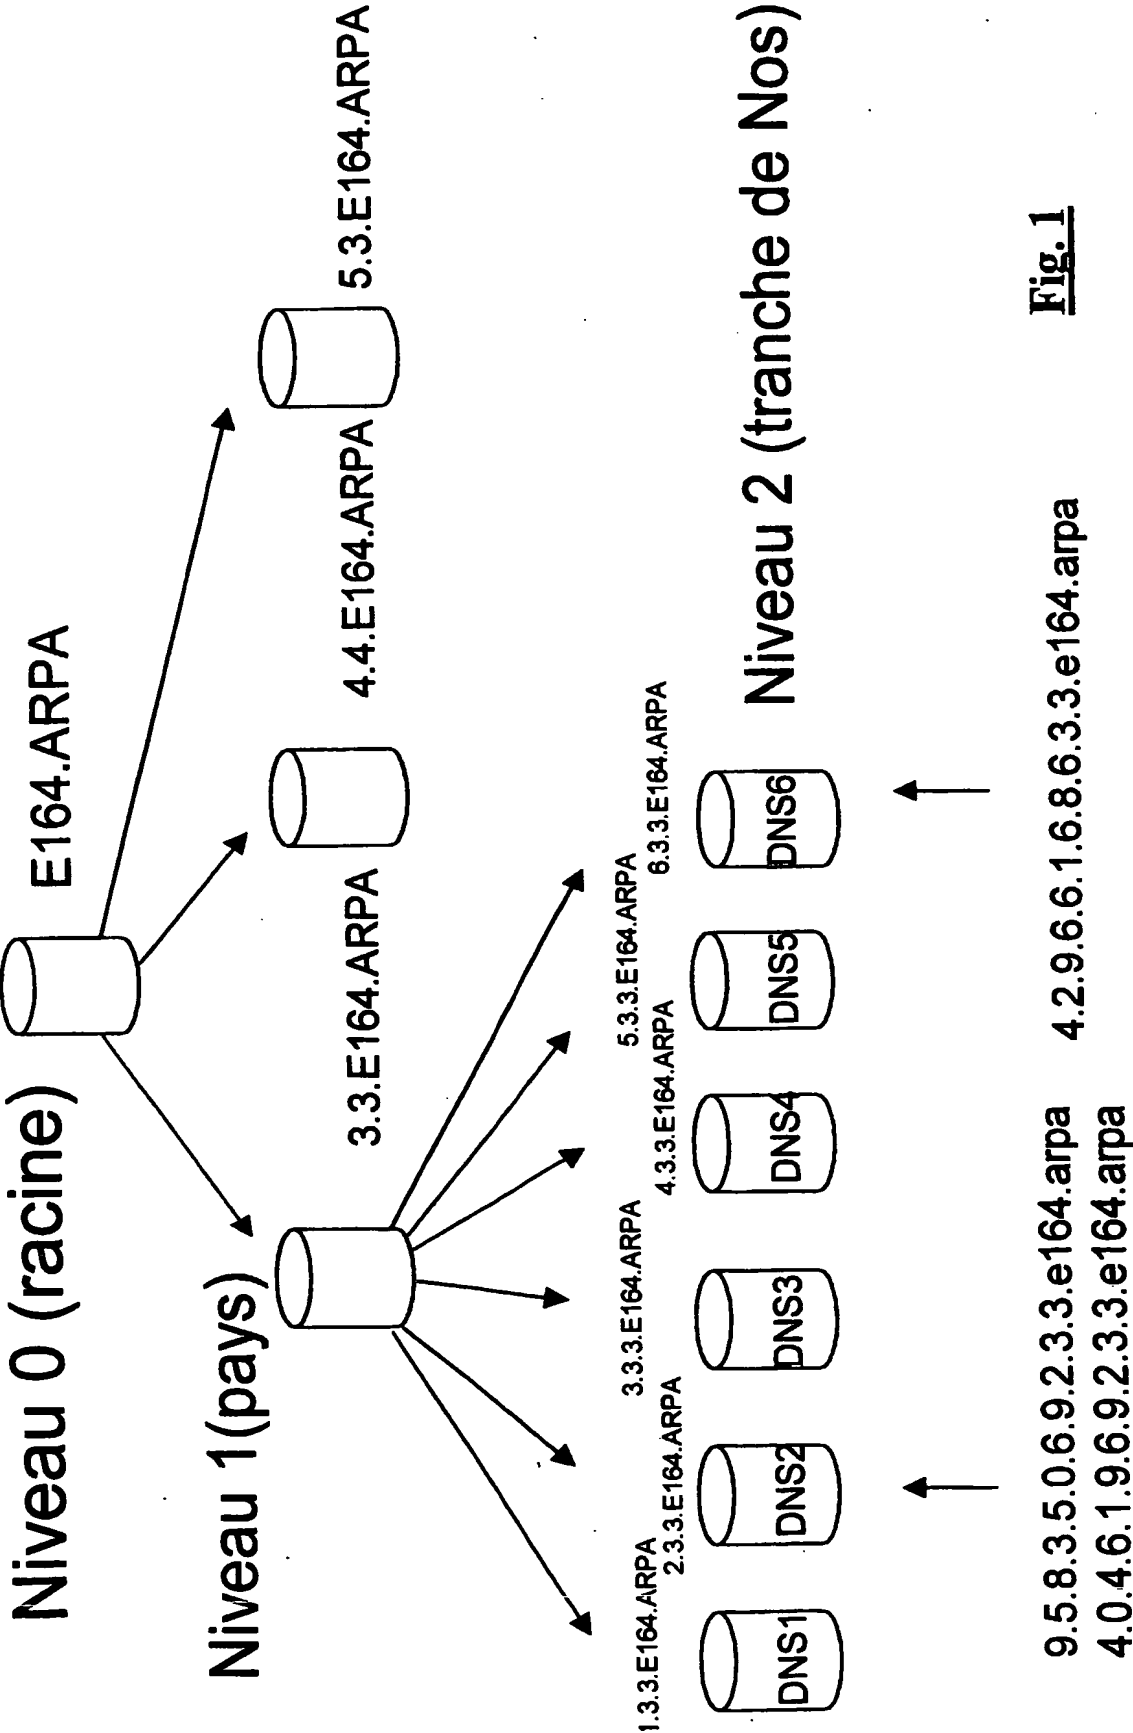 Niveau 0 (racine)
E164.ARPA
Niveau 1(pays)
3.3.E164.ARPA
4.4.E164.ARPA
5.3.E164.ARPA
1.3.3.E164.ARPA
2.3.3.E164.ARPA
3.3.3.E164.ARPA
4.3.3.E164.ARPA
5.3.3.E164.ARPA
6.3.3.E164.ARPA
DNS1
DNS2
DNS3
DNS4
DNS5
DNS6
Niveau 2 (tranche de Nos)
9.5.8.3.5.0.6.9.2.3.3.e164.arpa
4.0.4.6.1.9.6.9.2.3.3.e164.arpa
4.2.9.6.6.1.6.8.6.3.3.e164.arpa
Fig. 1